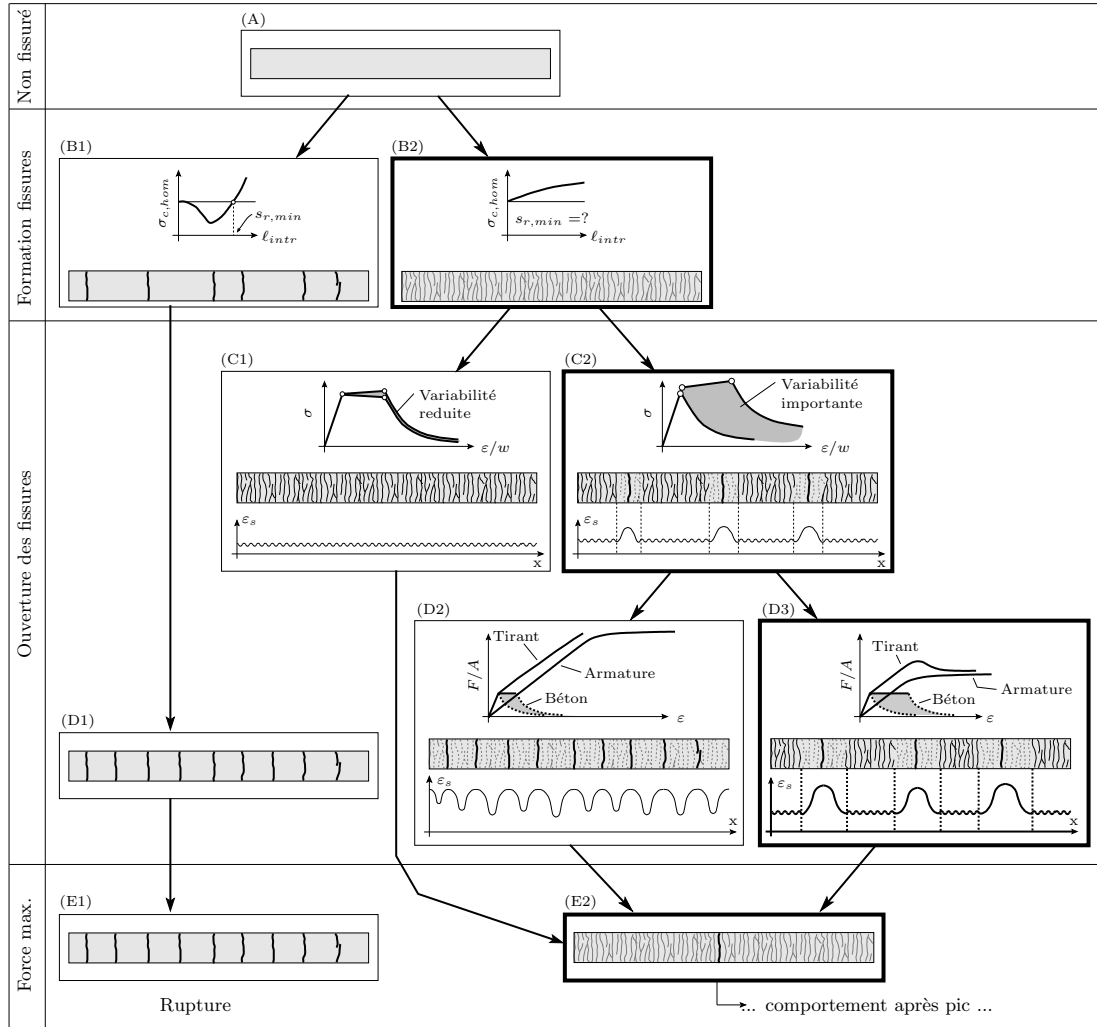 Non fissuré
(A)
Formation fissures
(B1)
σc,hom
sr,min
ℓintr
(B2)
σc,hom
sr,min =?
ℓintr
Ouverture des fissures
(C1)
σ
Variabilité
reduite
ε/w
εs
x
(C2)
σ
Variabilité
importante
ε/w
εs
x
(D2)
F/A
Tirant
Armature
Béton
ε
εs
x
(D3)
F/A
Tirant
Armature
Béton
ε
εs
x
(D1)
Force max.
(E1)
Rupture
(E2)
... comportement après pic ...